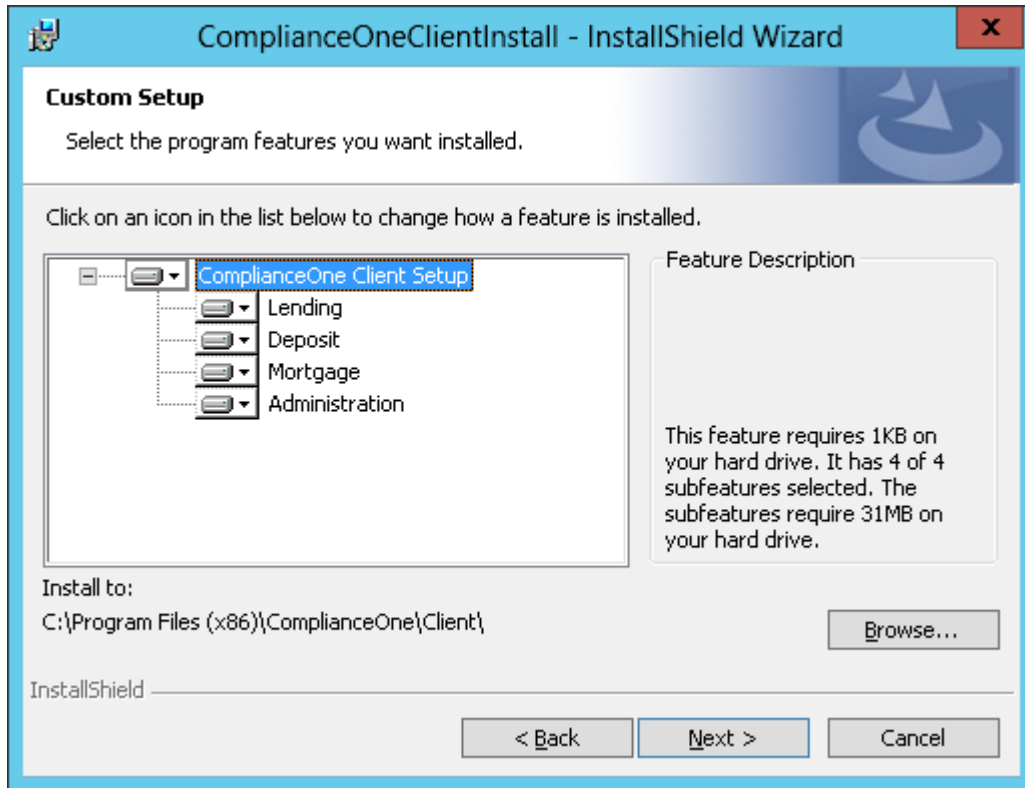 ComplianceOneClientInstall - InstallShield Wizard
x
Custom Setup
Select the program features you want installed.
Click on an icon in the list below to change how a feature is installed.
ComplianceOne Client Setup
Lending
Deposit
Mortgage
Administration
Feature Description
This feature requires 1KB on
your hard drive. It has 4 of 4
subfeatures selected. The
subfeatures require 31MB on
your hard drive.
Install to:
C:\Program Files (x86)\ComplianceOne\Client\
Browse...
InstallShield
< Back
Next >
Cancel